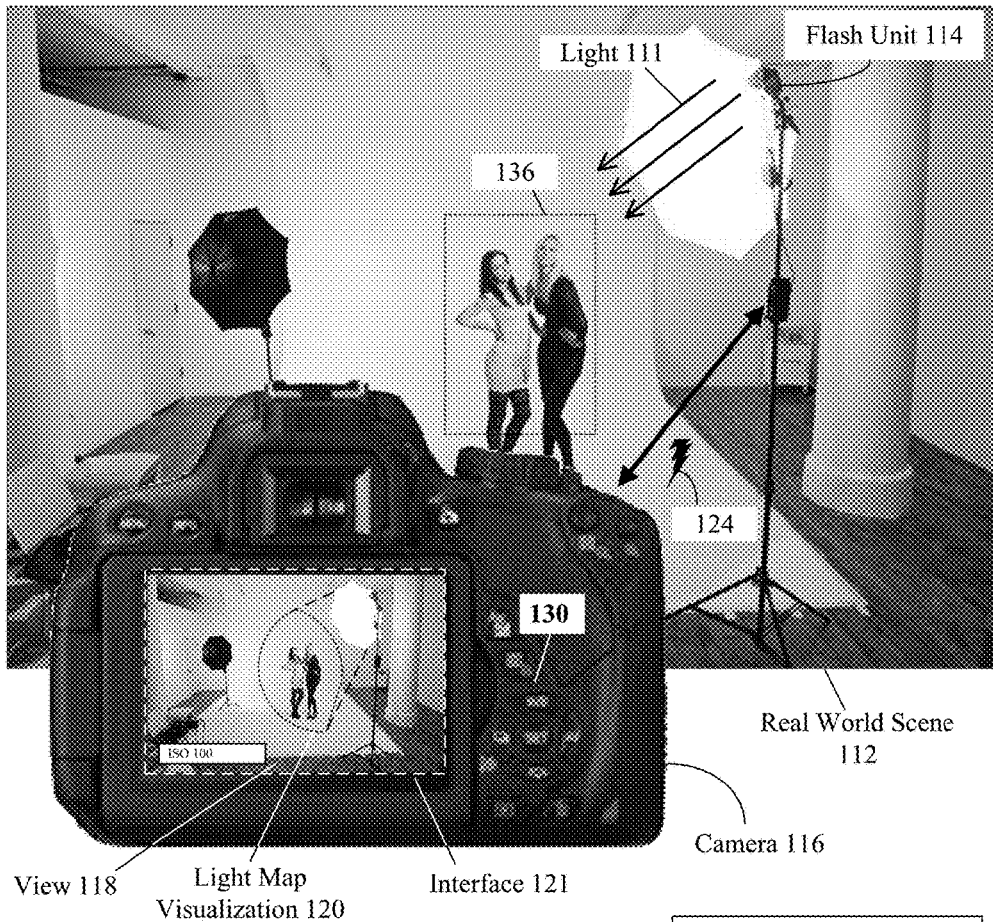 Flash Unit 114
Light 111
136
124
130
ISO 100
Real World Scene
112
Camera 116
View 118
Light Map
Visualization 120
Interface 121